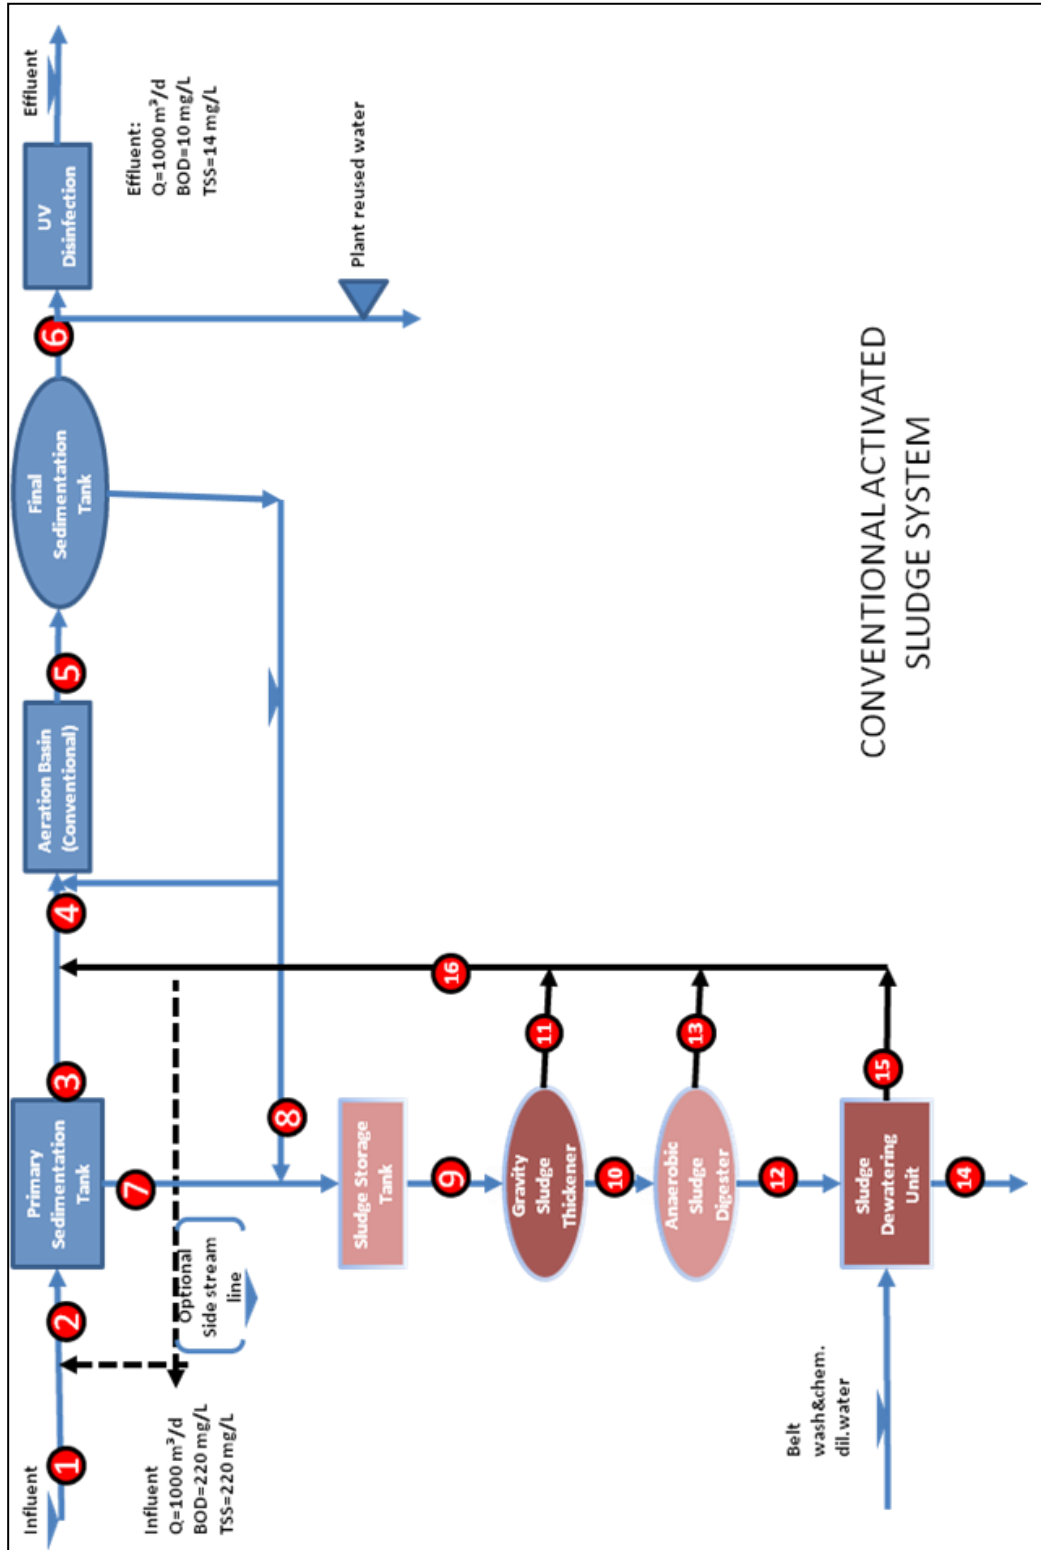 Influent
1
2
Primary
Sedimentation
Tank
3
4
Aeration Basin
(Conventional)
5
Final
Sedimentation
Tank
6
UV
Disinfection
Effluent
Influent
Q=1000 m³/d
BOD=220 mg/L
TSS=220 mg/L
Optional
Side stream
line
7
8
Effluent:
Q=1000 m³/d
BOD=10 mg/L
TSS=14 mg/L
Plant reused water
Sludge Storage
Tank
9
16
Gravity
Sludge
Thickener
11
10
Anaerobic
Sludge
Digester
13
12
Belt
wash&chem.
dil.water
Sludge
Dewatering
Unit
15
14
CONVENTIONAL ACTIVATED
SLUDGE SYSTEM